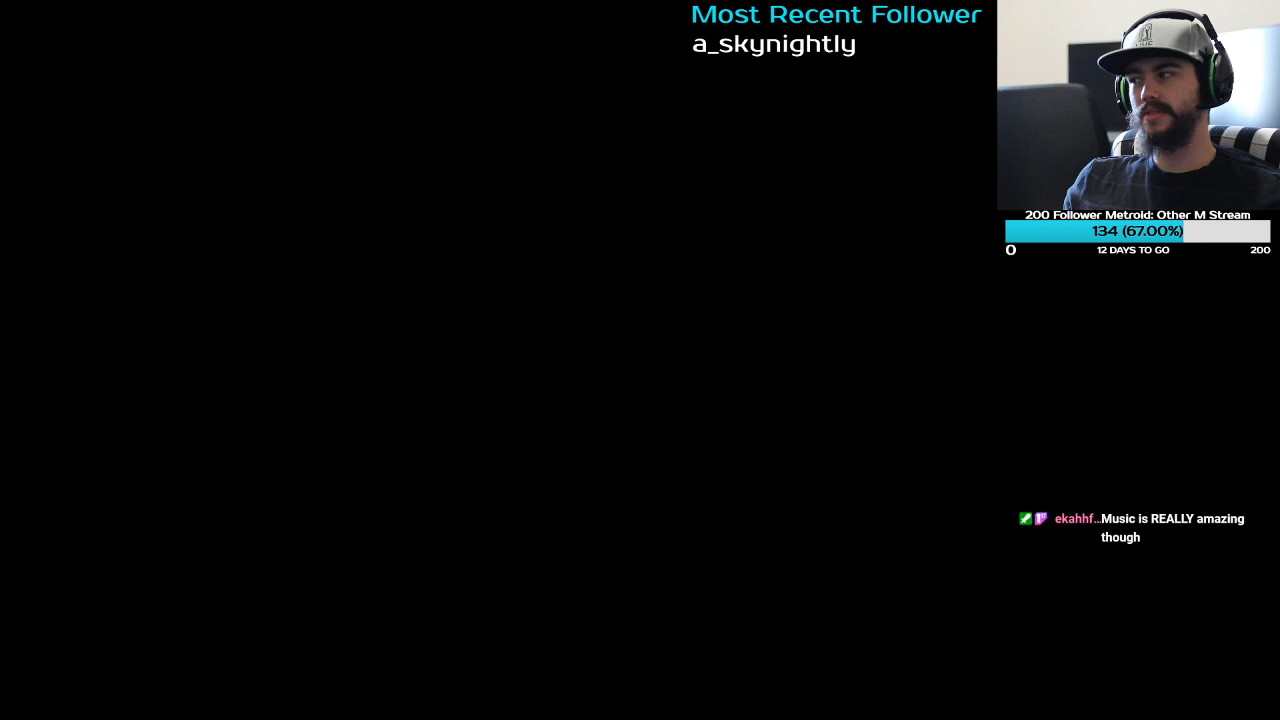 Most Recent Follower
a_skynightly
LIVE
200 Follower Metroid: Other M Stream
134 (67.00%)
0
12 DAYS TO GO
200
ekahhf… Music is REALLY amazing
though